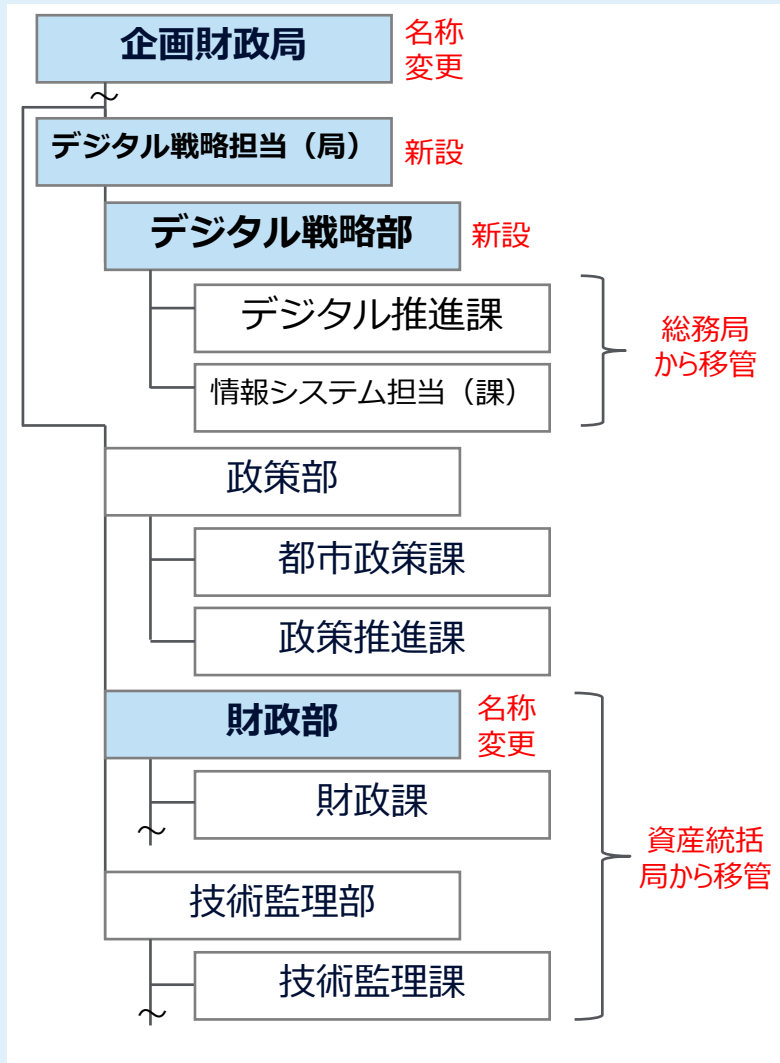 企画財政局
名称
変更
～
デジタル戦略担当（局）
新設
デジタル戦略部
新設
デジタル推進課
情報システム担当（課）
総務局
から移管
政策部
都市政策課
政策推進課
財政部
名称
変更
財政課
～
技術監理部
資産統括
局から移管
技術監理課
～